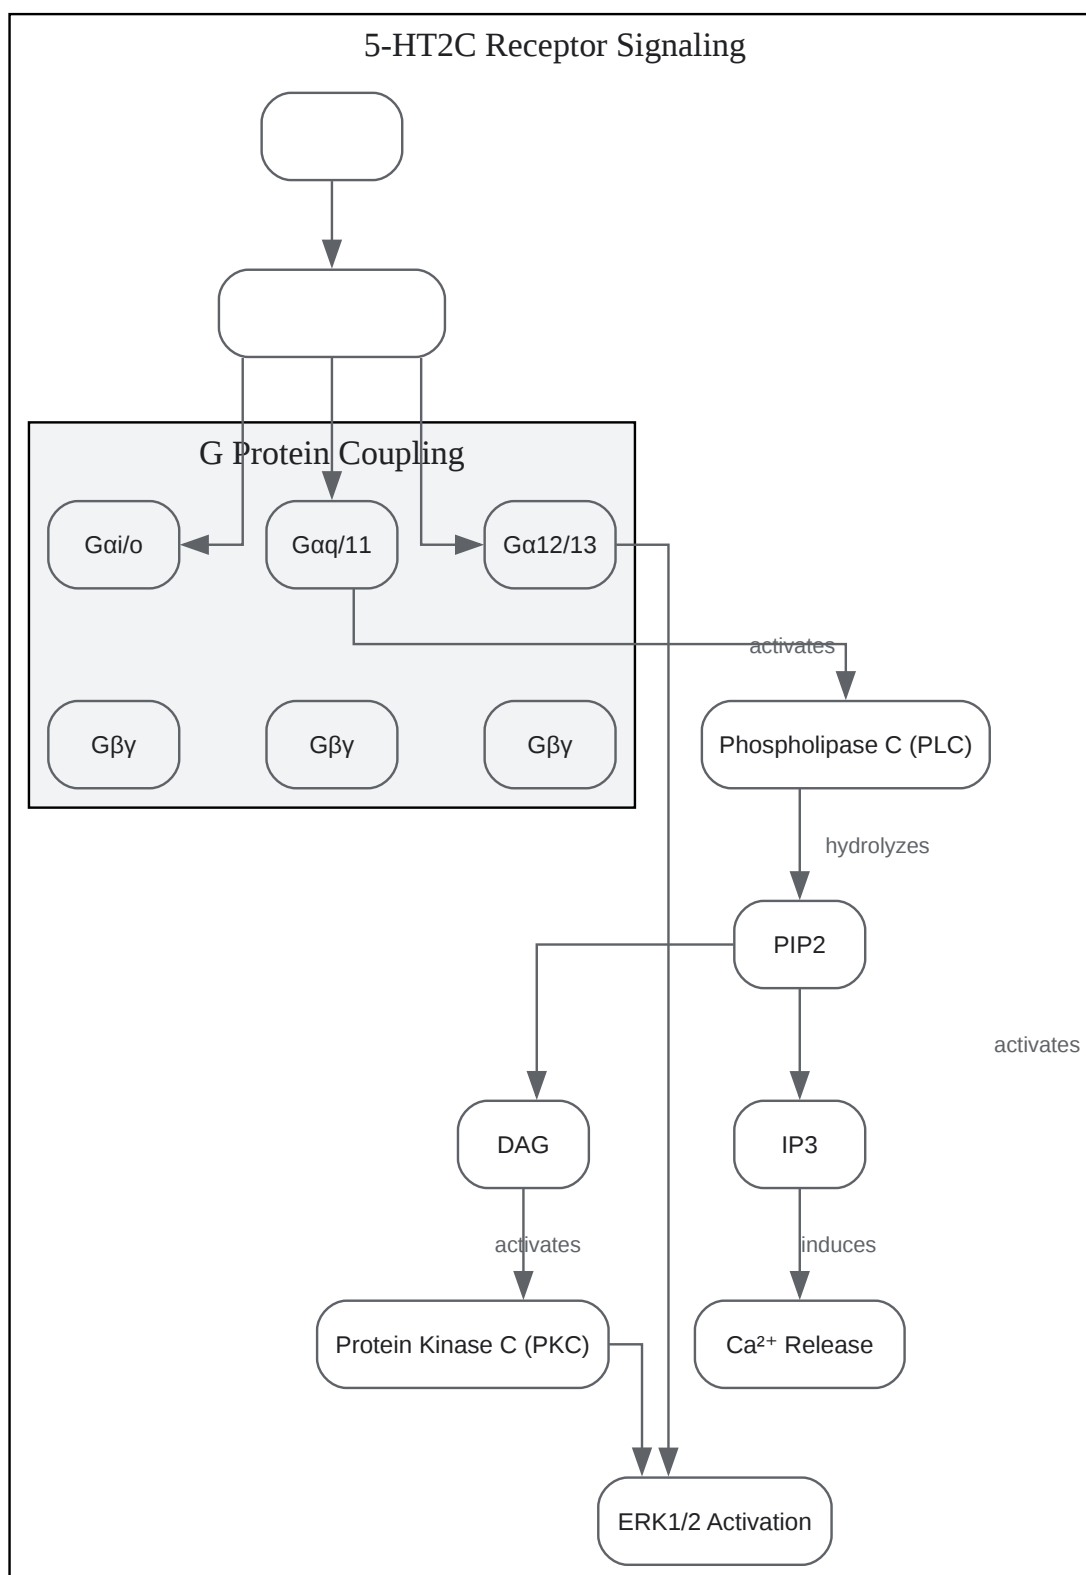 5-HT2C Receptor Signaling
G Protein Coupling
Gαi/o
Gαq/11
Gα12/13
activates
Gβγ
Gβγ
Gβγ
Phospholipase C (PLC)
hydrolyzes
PIP2
activates
DAG
IP3
activates
induces
Protein Kinase C (PKC)
Ca²⁺ Release
ERK1/2 Activation